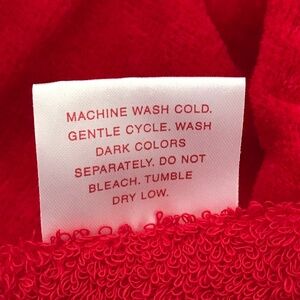 MACHINE WASH COLD.
GENTLE CYCLE. WASH
DARK COLORS
SEPARATELY. DO NOT
BLEACH. TUMBLE
DRY LOW.